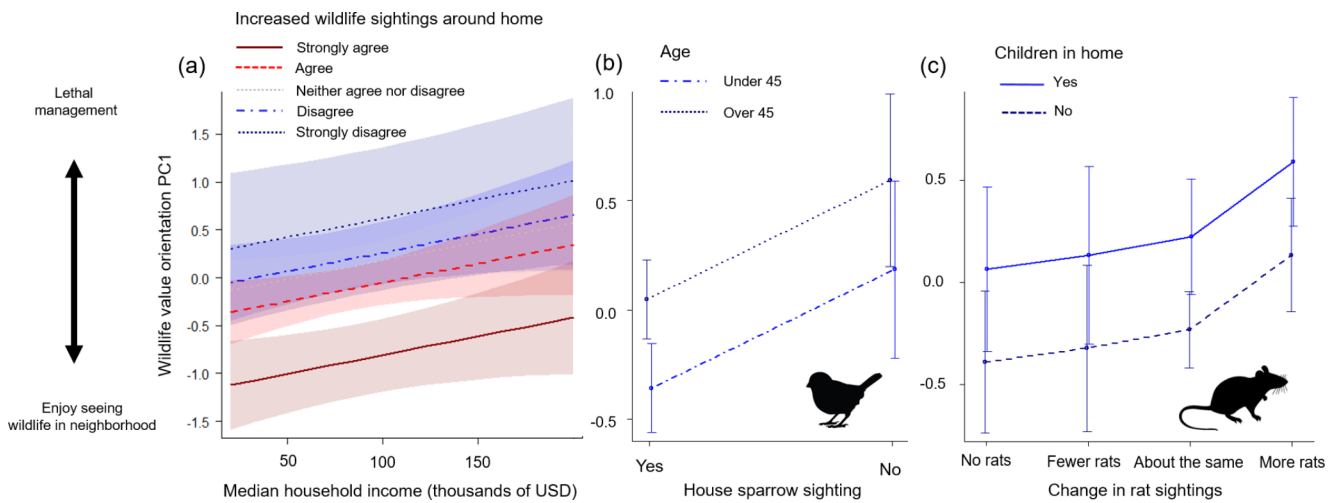 Increased wildlife sightings around home
Strongly agree
Agree
Neither agree nor disagree
Disagree
Strongly disagree
(a)
Lethal
management
Enjoy seeing
wildlife in neighborhood
Wildlife value orientation PC1
1.5
1.0
0.5
0.0
-0.5
-1.0
-1.5
50
100
150
Median household income (thousands of USD)
(b)
Age
Under 45
Over 45
1.0
0.5
0.0
-0.5
Yes
No
House sparrow sighting
(c)
Children in home
Yes
No
0.5
0.0
-0.5
No rats
Fewer rats
About the same
More rats
Change in rat sightings